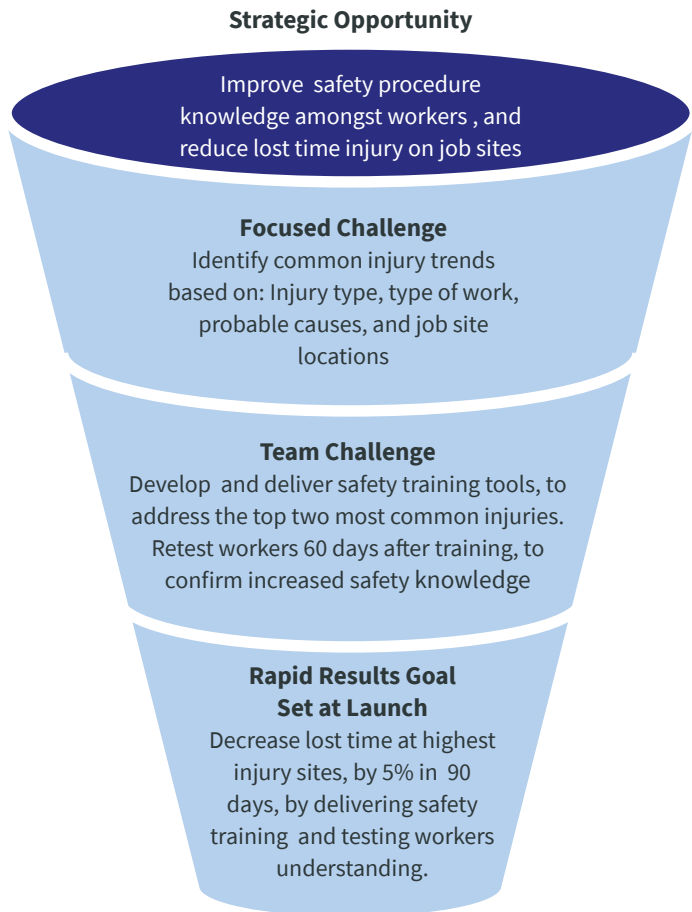 Strategic Opportunity
Improve safety procedure
knowledge amongst workers , and
reduce lost time injury on job sites
Focused Challenge
Identify common injury trends
based on: Injury type, type of work,
probable causes, and job site
locations
Team Challenge
Develop and deliver safety training tools, to
address the top two most common injuries.
Retest workers 60 days after training, to
confirm increased safety knowledge
Rapid Results Goal
Set at Launch
Decrease lost time at highest
injury sites, by 5% in 90
days, by delivering safety
training and testing workers
understanding.